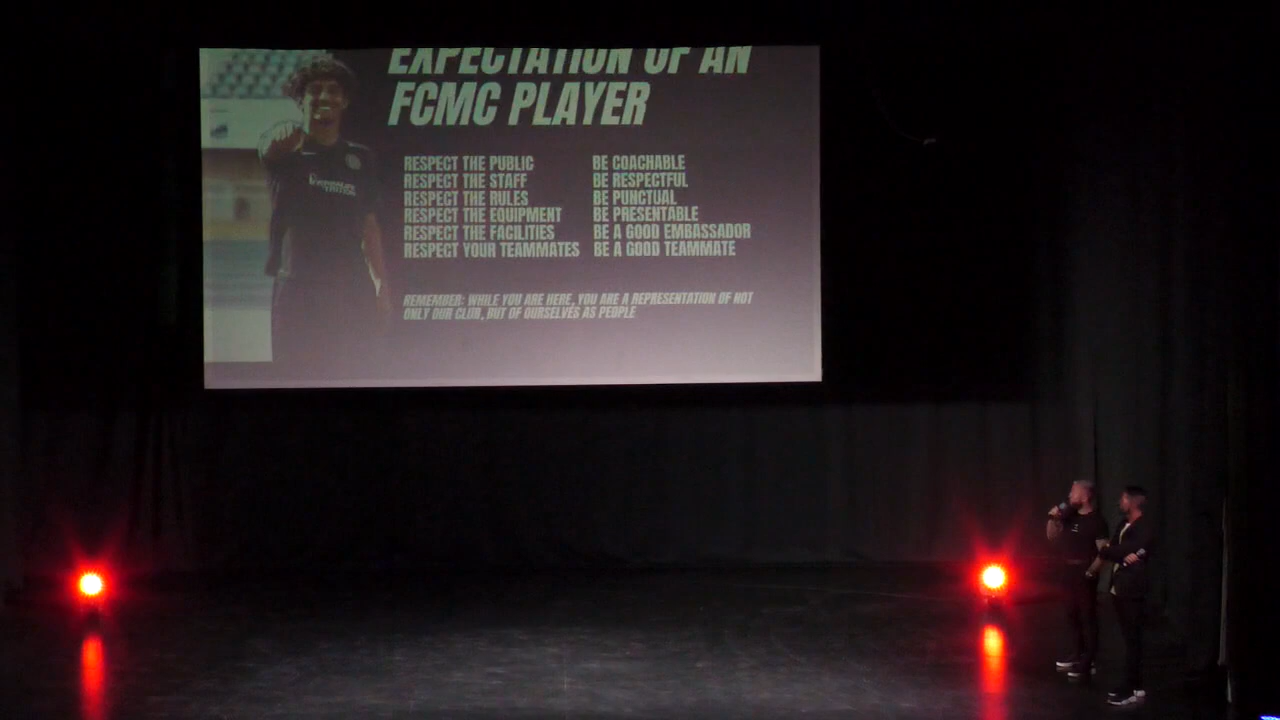 EXPECTATION OF AN
FCMC PLAYER
RESPECT THE PUBLIC
RESPECT THE STAFF
RESPECT THE RULES
RESPECT THE EQUIPMENT
RESPECT THE FACILITIES
RESPECT YOUR TEAMMATES
BE COACHABLE
BE RESPECTFUL
BE PUNCTUAL
BE PRESENTABLE
BE A GOOD EMBASSADOR
BE A GOOD TEAMMATE
REMEMBER: WHILE YOU ARE HERE, YOU ARE A REPRESENTATION OF NOT
ONLY OUR CLUB, BUT OF OURSELVES AS PEOPLE